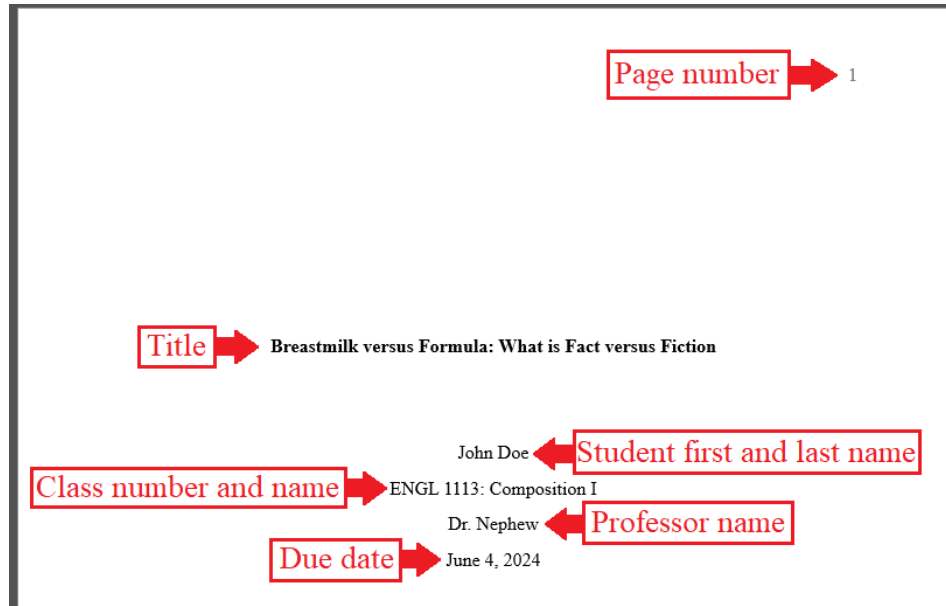 Page number 1
Title Breastmilk versus Formula: What is Fact versus Fiction
John Doe Student first and last name
Class number and name ENGL 1113: Composition I
Dr. Nephew Professor name
Due date June 4, 2024